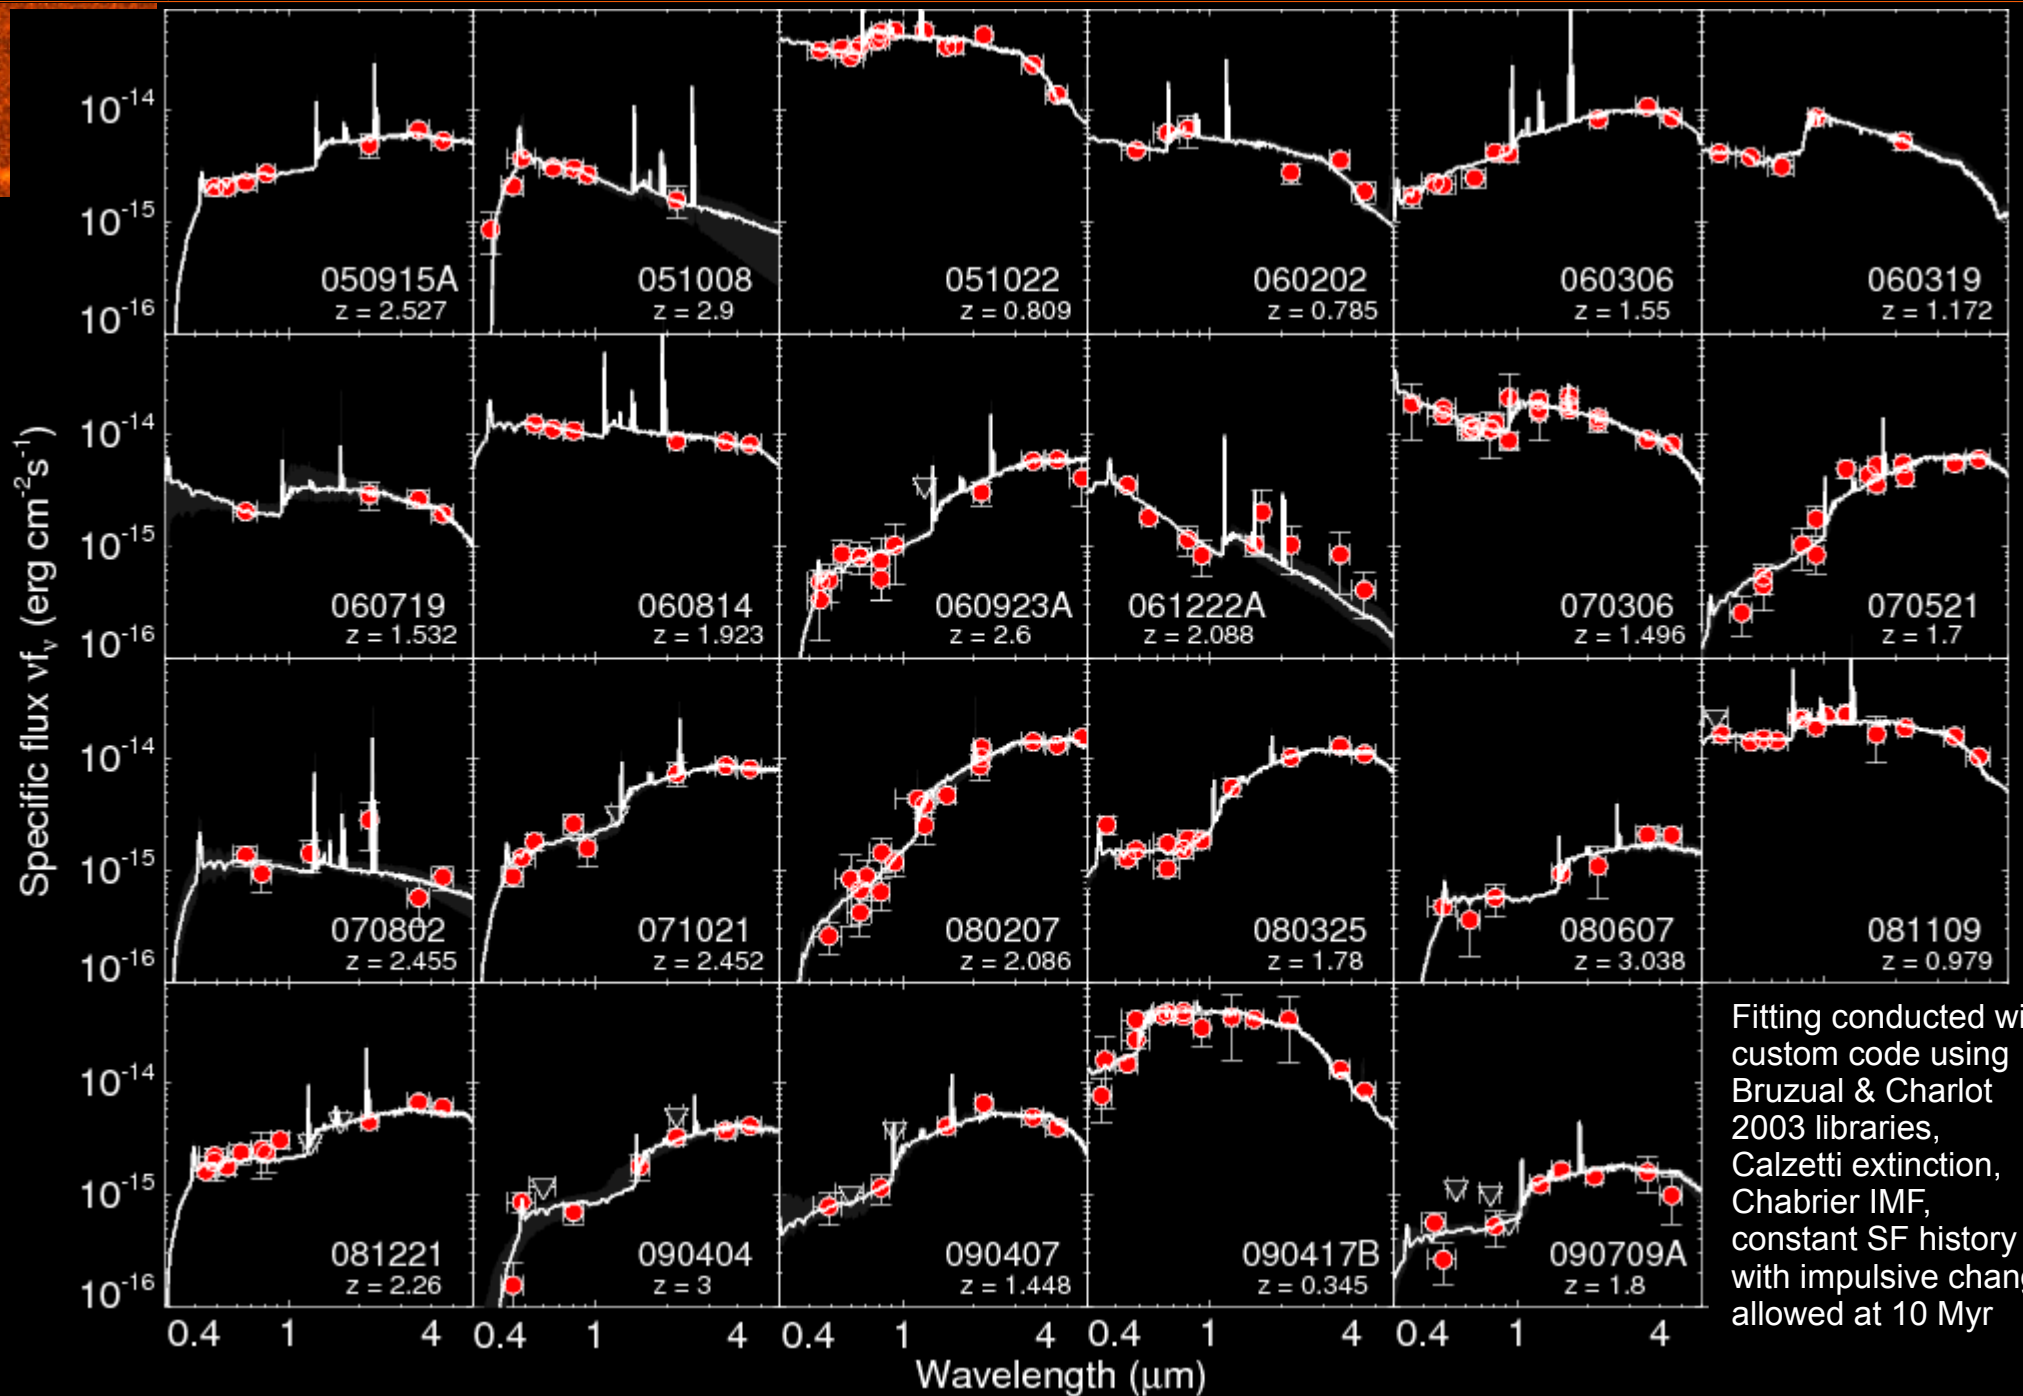 Specific flux νfν (erg cm-2s-1)
10-14
10-15
10-16
050915A
z = 2.527
051008
z = 2.9
051022
z = 0.809
060202
z = 0.785
060306
z = 1.55
060319
z = 1.172
10-14
10-15
10-16
060719
z = 1.532
060814
z = 1.923
060923A
z = 2.6
061222A
z = 2.088
070306
z = 1.496
070521
z = 1.7
10-14
10-15
10-16
070802
z = 2.455
071021
z = 2.452
080207
z = 2.086
080325
z = 1.78
080607
z = 3.038
081109
z = 0.979
10-14
10-15
10-16
081221
z = 2.26
090404
z = 3
090407
z = 1.448
090417B
z = 0.345
090709A
z = 1.8
0.4 1 4 0.4 1 4 0.4 1 4 0.4 1 4 0.4 1 4
Wavelength (μm)
Fitting conducted wi
custom code using
Bruzual & Charlot
2003 libraries,
Calzetti extinction,
Chabrier IMF,
constant SF history
with impulsive chang
allowed at 10 Myr